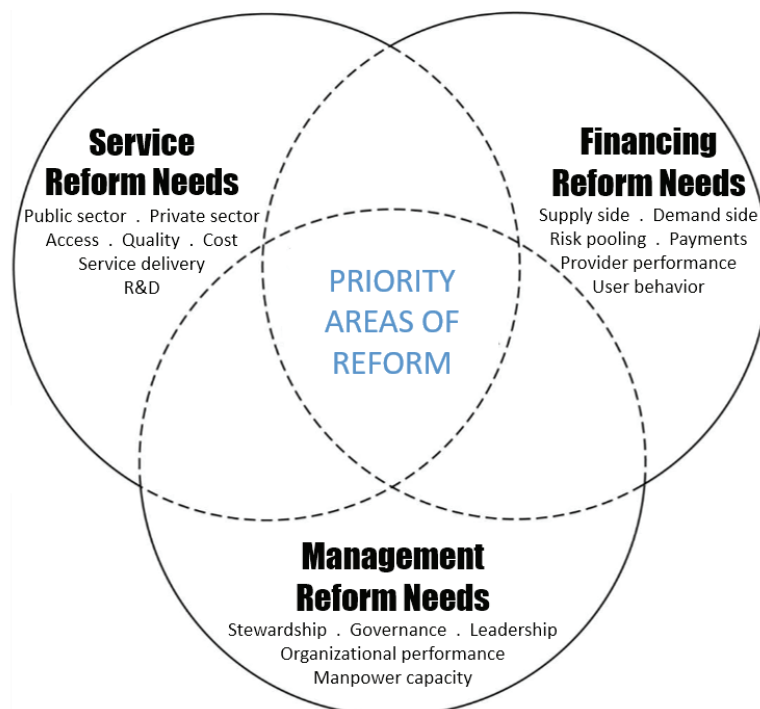 Service
Reform Needs
Public sector . Private sector
Access . Quality . Cost
Service delivery
R&D
Financing
Reform Needs
Supply side . Demand side
Risk pooling . Payments
Provider performance
User behavior
PRIORITY
AREAS OF
REFORM
Management
Reform Needs
Stewardship . Governance . Leadership
Organizational performance
Manpower capacity